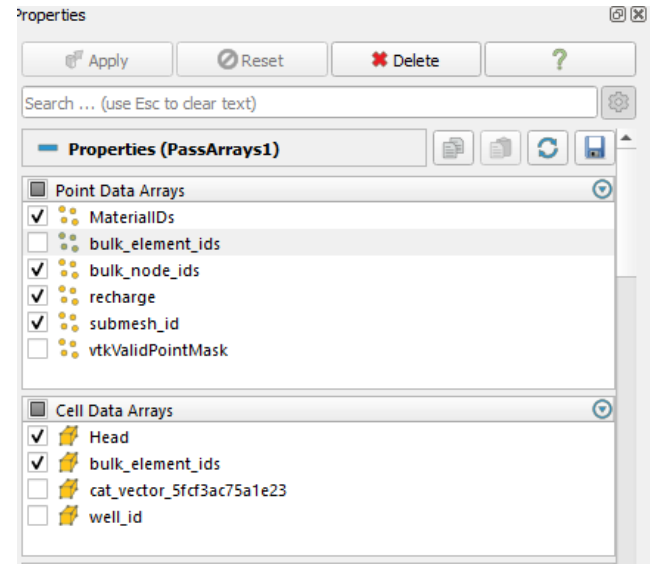 Properties
Apply
Reset
Delete
?
Search ... (use Esc to clear text)
Properties (PassArrays1)
Point Data Arrays
MaterialIDs
bulk_element_ids
bulk_node_ids
recharge
submesh_id
vtkValidPointMask
Cell Data Arrays
Head
bulk_element_ids
cat_vector_5fcf3ac75a1e23
well_id